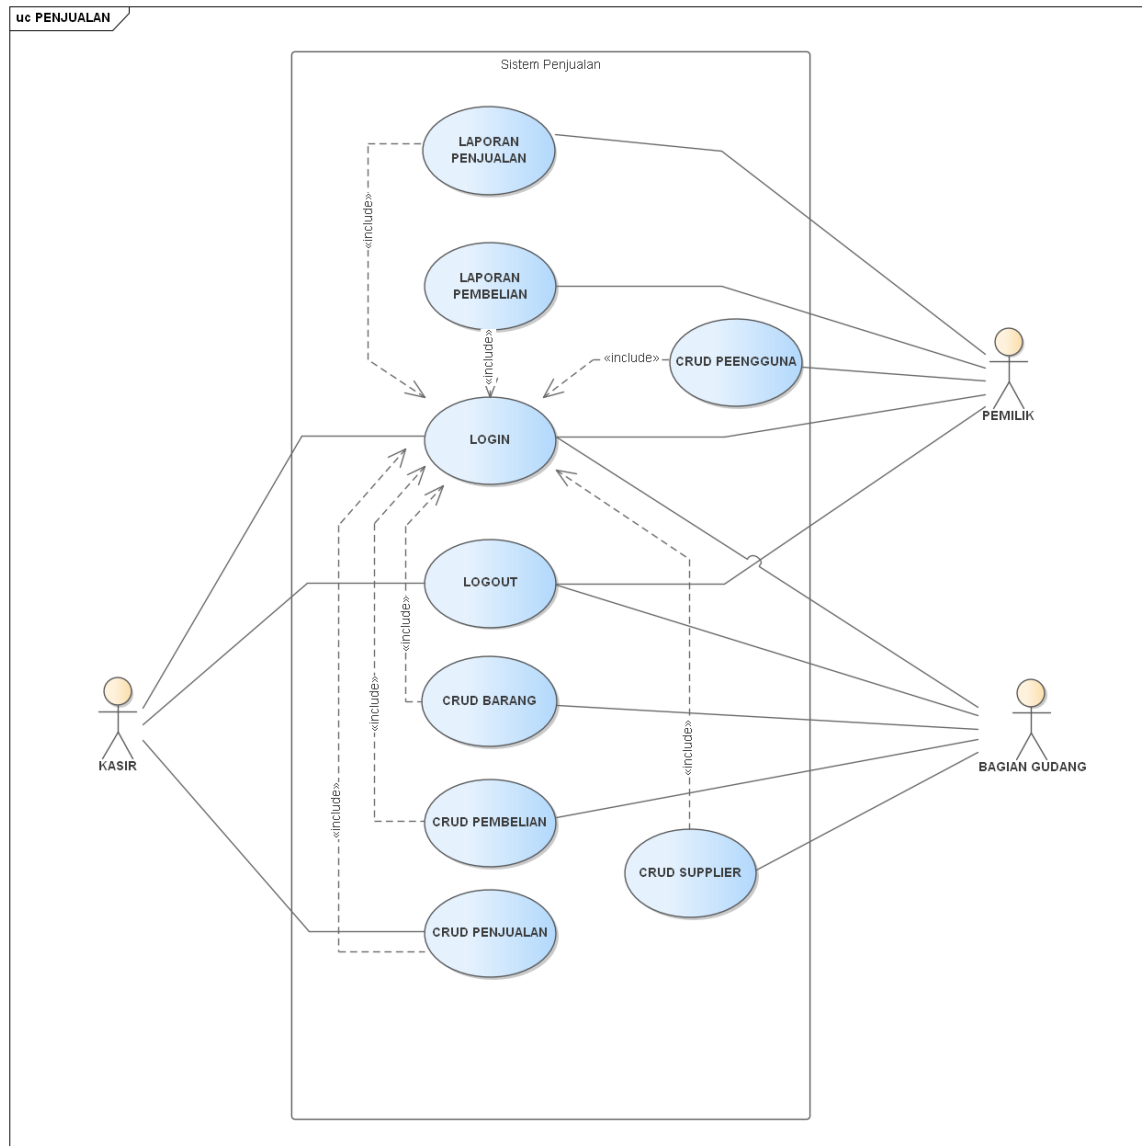 uc PENJUALAN
Sistem Penjualan
LAPORAN
PENJUALAN
«include»
LAPORAN
PEMBELIAN
«include»
«include»
CRUD PEENGGUNA
PEMILIK
LOGIN
LOGOUT
«include»
CRUD BARANG
KASIR
«include»
«include»
BAGIAN GUDANG
«include»
CRUD PEMBELIAN
CRUD SUPPLIER
CRUD PENJUALAN